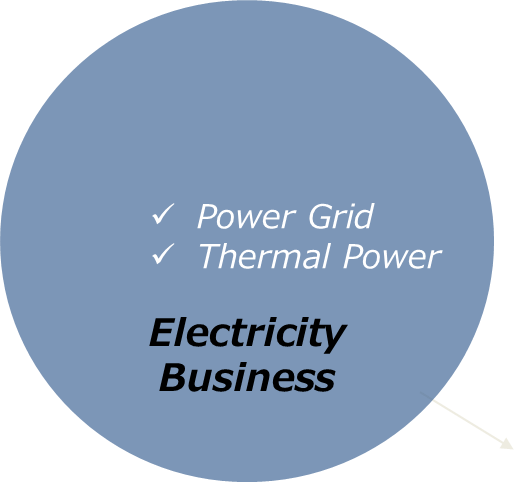 ✓ Power Grid
✓ Thermal Power
Electricity
Business